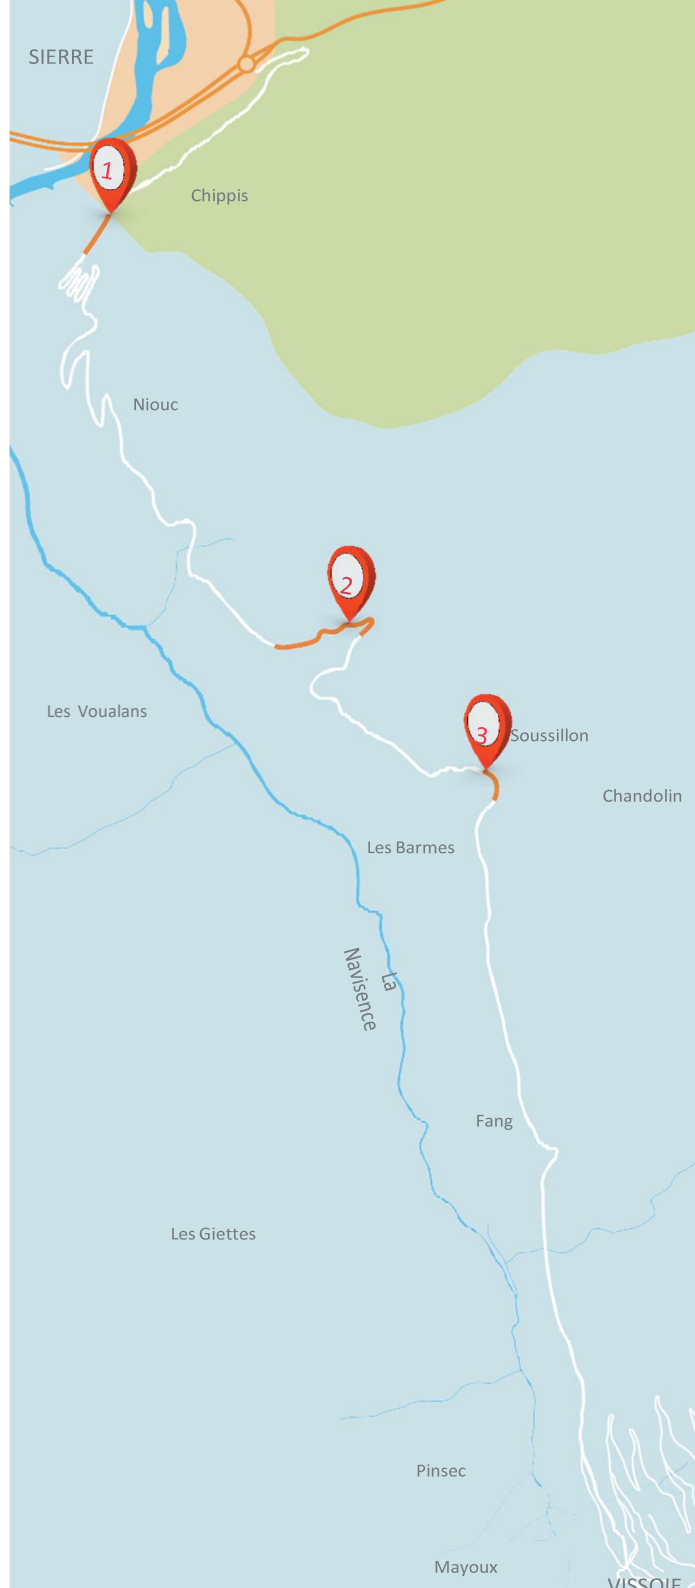 SIERRE
1
Chippis
Niouc
2
Les Voualans
3
Soussillon
Chandolin
Les Barmes
La
Navisence
Fang
Les Giettes
Pinsec
Mayoux
VISSOIE